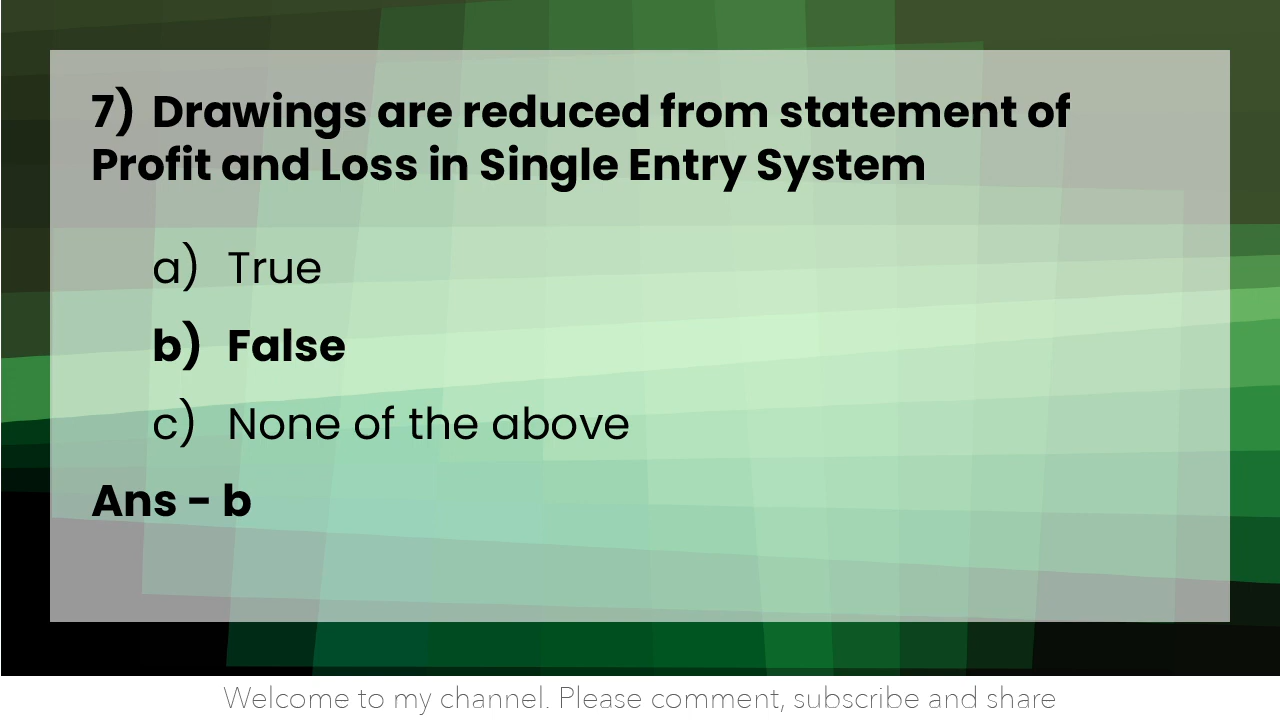 7) Drawings are reduced from statement of
Profit and Loss in Single Entry System
a) True
b) False
c) None of the above
Ans - b
Welcome to my channel. Please comment, subscribe and share